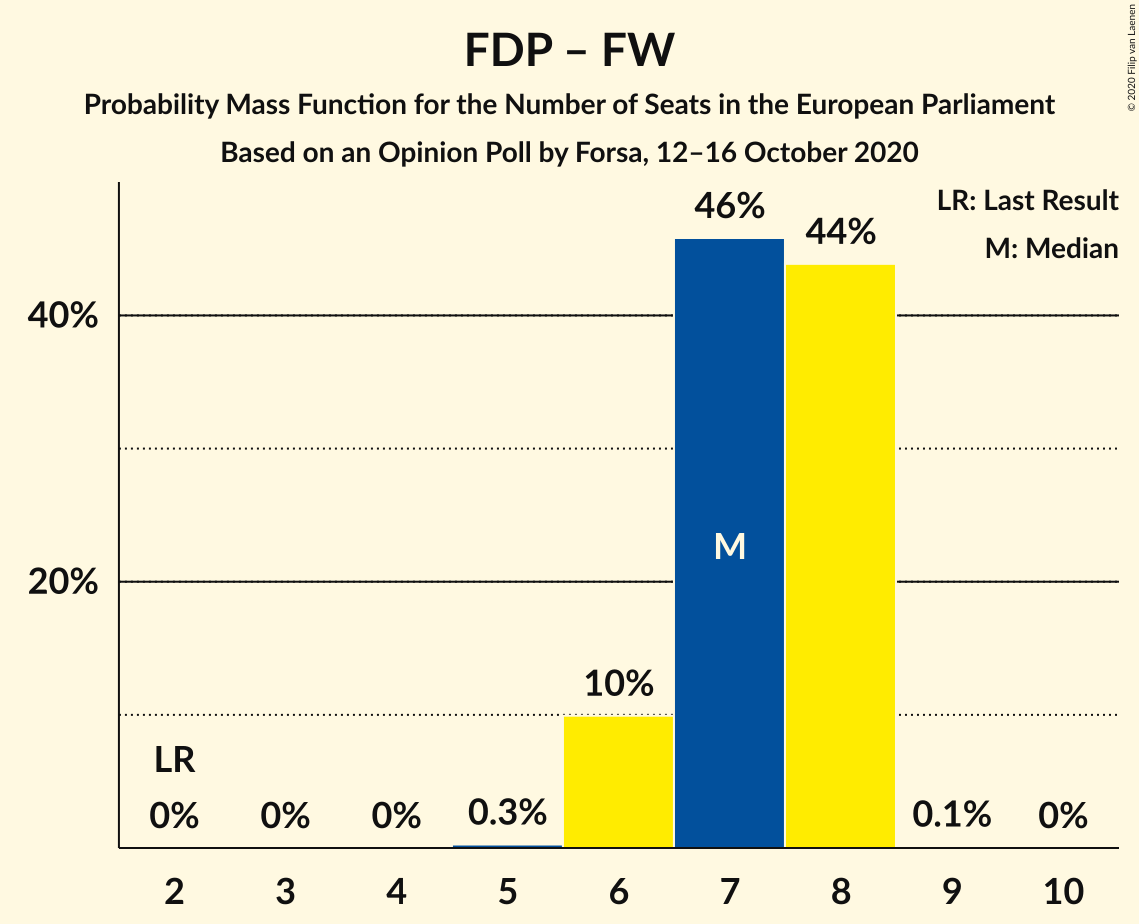 FDP – FW
Probability Mass Function for the Number of Seats in the European Parliament
Based on an Opinion Poll by Forsa, 12–16 October 2020
© 2020 Filip van Laenen
LR: Last Result
M: Median
46%
44%
40%
M
20%
10%
LR
0% 0% 0% 0.3% 0.1% 0%
2 3 4 5 6 7 8 9 10